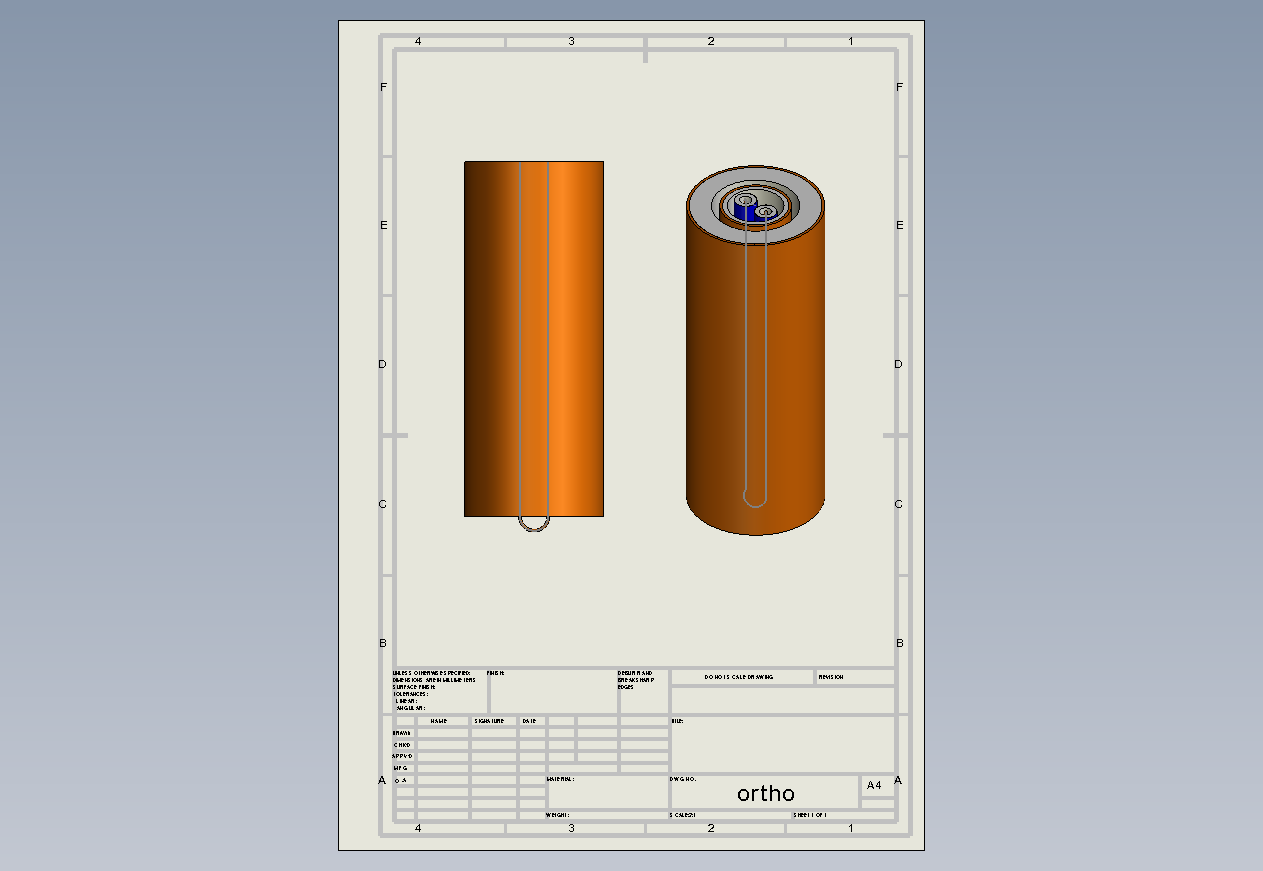 4 3 2 1
F F
E E
D D
C C
B B
UNLESS OTHERWISE SPECIFIED:
DIMENSIONS ARE IN MILLIMETERS
SURFACE FINISH:
TOLERANCES:
LINEAR:
ANGULAR:
FINISH:
DEBURR AND
BREAK SHARP
EDGES
DO NOT SCALE DRAWING
REVISION
NAME SIGNATURE DATE
TITLE:
DRAWN
CHK'D
APPV'D
MFG
Q.A
A A
MATERIAL:
DWG NO.
ortho
A4
WEIGHT:
SCALE:2:1
SHEET 1 OF 1
4 3 2 1